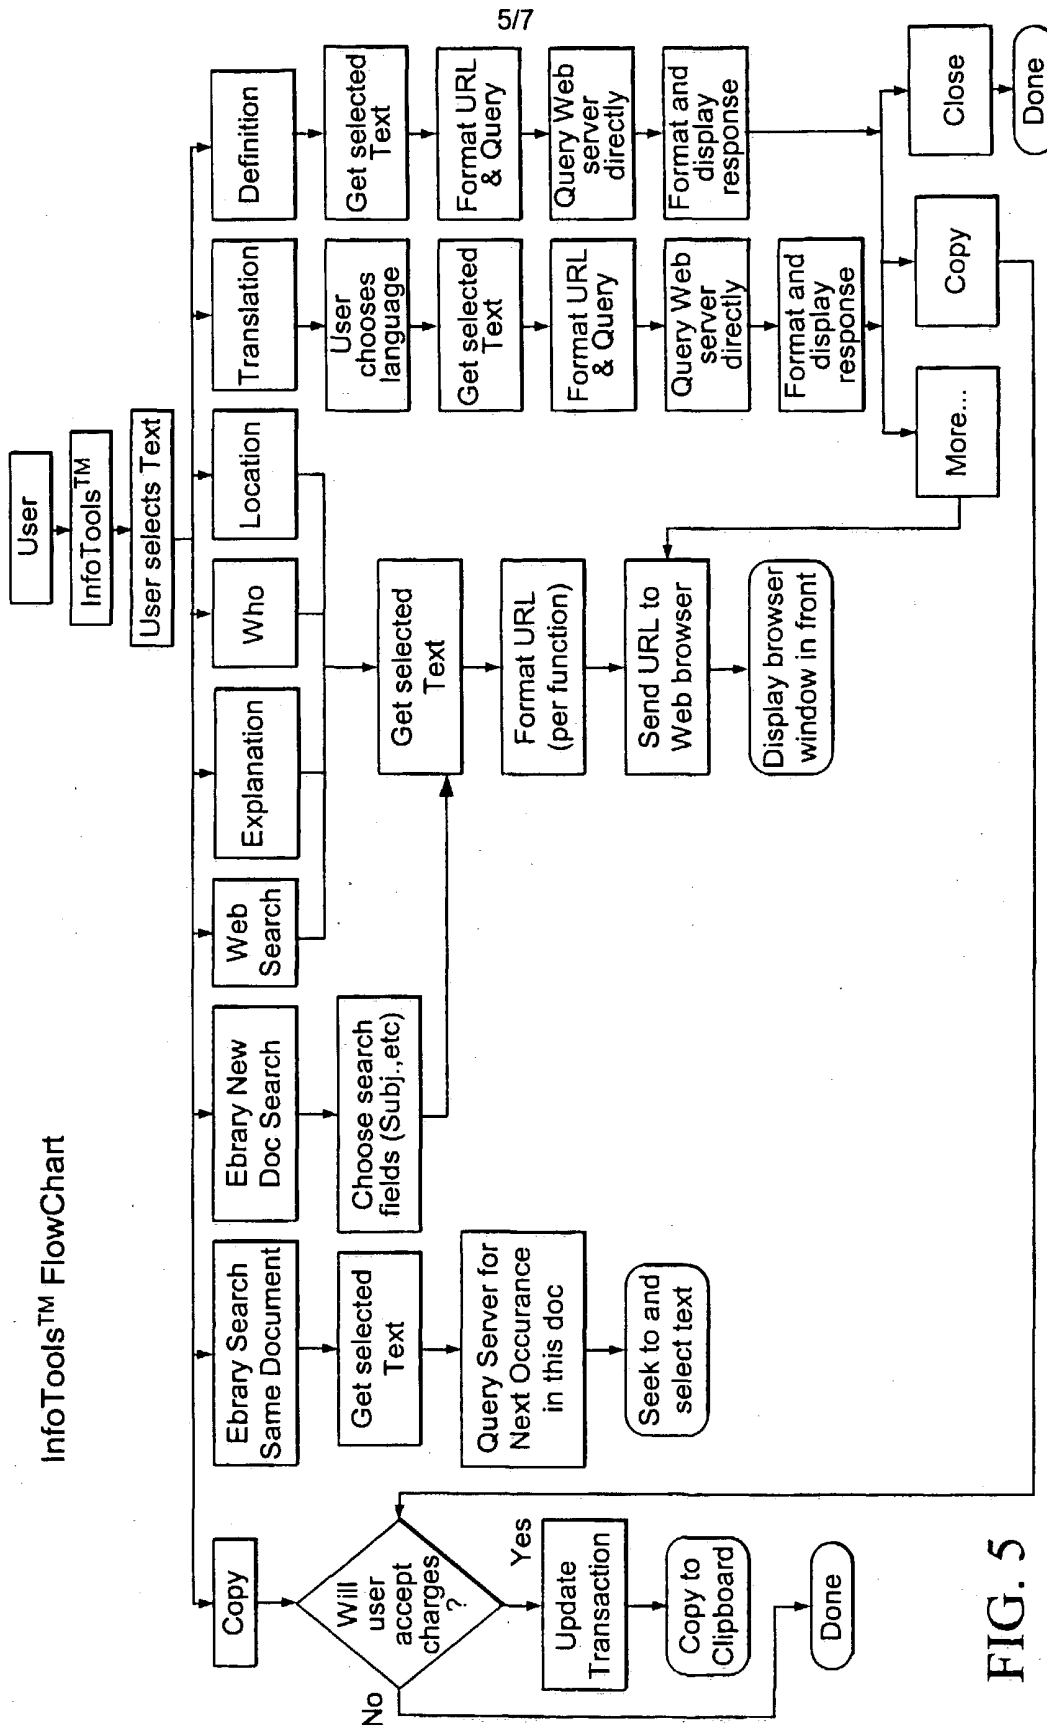 5/7
InfoTools™ FlowChart
User
InfoTools™
User selects Text
Copy
Ebrary Search
Same Document
Ebrary New
Doc Search
Web
Search
Explanation
Who
Location
Translation
Definition
Will
user
accept
charges
?
No
Yes
Update
Transaction
Copy to
Clipboard
Done
Get selected
Text
Query Server for
Next Occurance
in this doc
Seek to and
select text
Choose search
fields (Subj.,etc)
Get selected
Text
Format URL
(per function)
Send URL to
Web browser
Display browser
window in front
User
chooses
language
Get selected
Text
Format URL
& Query
Query Web
server
directly
Format and
display
response
Get selected
Text
Format URL
& Query
Query Web
server
directly
Format and
display
response
More...
Copy
Close
Done
FIG. 5